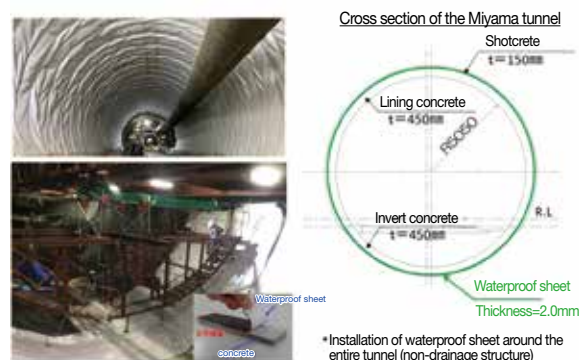 Cross section of the Miyama tunnel
Shotcrete
t=150mm
Lining concrete
t=450mm
R5050
R.L
Invert concrete
t=450mm
Waterproof sheet
Thickness=2.0mm
*Installation of waterproof sheet around the
entire tunnel (non-drainage structure)
Waterproof sheet
concrete